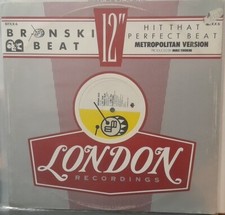 BRONSKI
BEAT
12"
HIT THAT
PERFECT BEAT
METROPOLITAN VERSION
LONDON
RECORDINGS